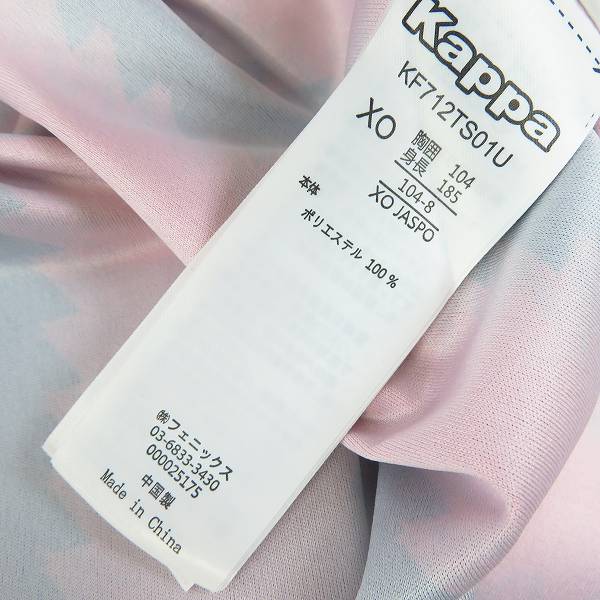 Kappa
KF712TS01U
XO
胸囲 104
身長 185
104-8
XO JASPO
本体
ポリエステル 100%
㈱フェニックス
03-6833-3430
000025175
中国製
Made in China